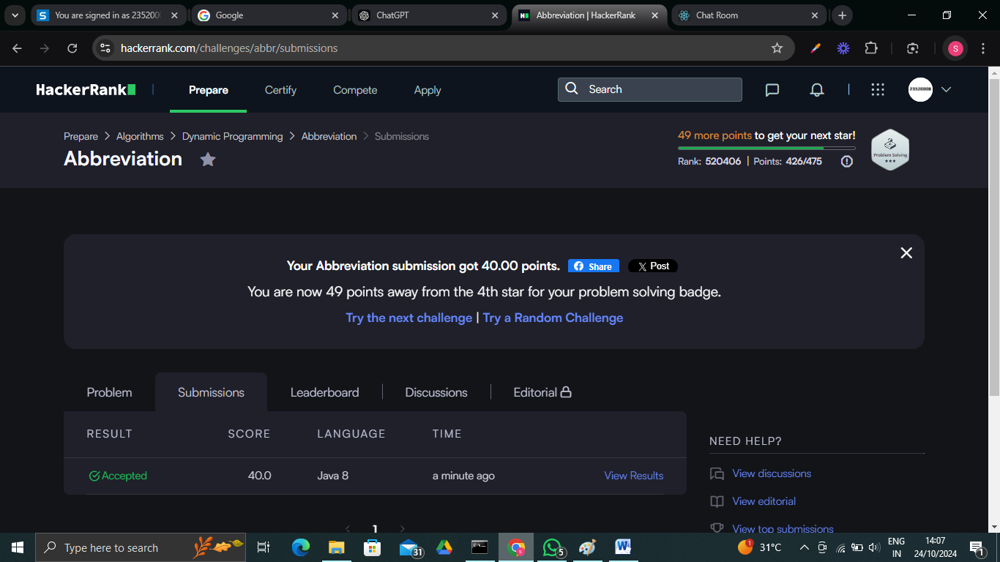 You are signed in as 2352000
Google
ChatGPT
Abbreviation | HackerRank
Chat Room
hackerrank.com/challenges/abbr/submissions
S
HackerRank
Prepare
Certify
Compete
Apply
Search
23520008
Prepare > Algorithms > Dynamic Programming > Abbreviation > Submissions
Abbreviation
49 more points to get your next star!
Rank: 520406 | Points: 426/475
Problem Solving
Your Abbreviation submission got 40.00 points.
Share
Post
You are now 49 points away from the 4th star for your problem solving badge.
Try the next challenge | Try a Random Challenge
Problem
Submissions
Leaderboard
Discussions
Editorial
RESULT SCORE LANGUAGE TIME
Accepted 40.0 Java 8 a minute ago View Results
1
NEED HELP?
View discussions
View editorial
View top submissions
Type here to search
31
5
1
31°C
ENG
IN
14:07
24/10/2024
1